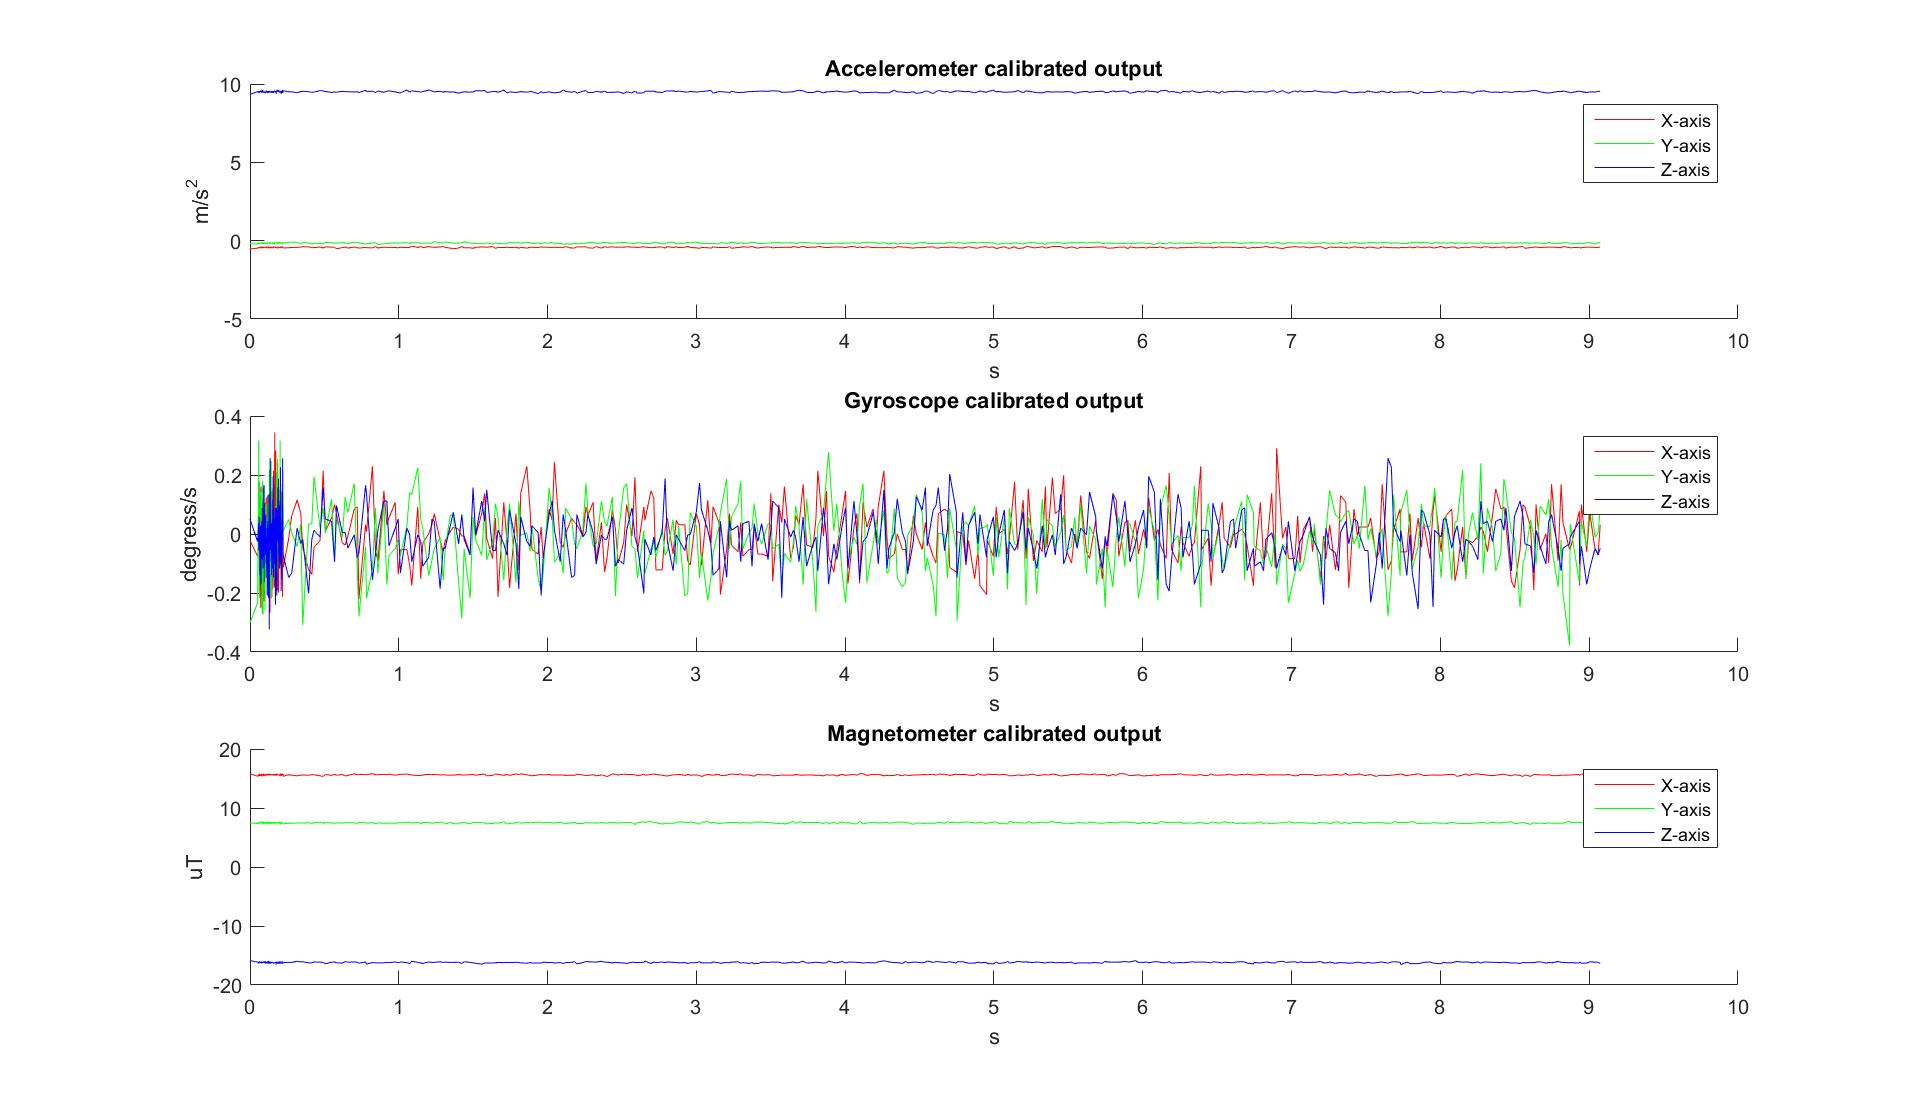 Accelerometer calibrated output
10
5
0
-5
m/s²
X-axis
Y-axis
Z-axis
0 1 2 3 4 5 6 7 8 9 10
s
Gyroscope calibrated output
0.4
0.2
0
-0.2
-0.4
degress/s
X-axis
Y-axis
Z-axis
0 1 2 3 4 5 6 7 8 9 10
s
Magnetometer calibrated output
20
10
0
-10
-20
uT
X-axis
Y-axis
Z-axis
0 1 2 3 4 5 6 7 8 9 10
s